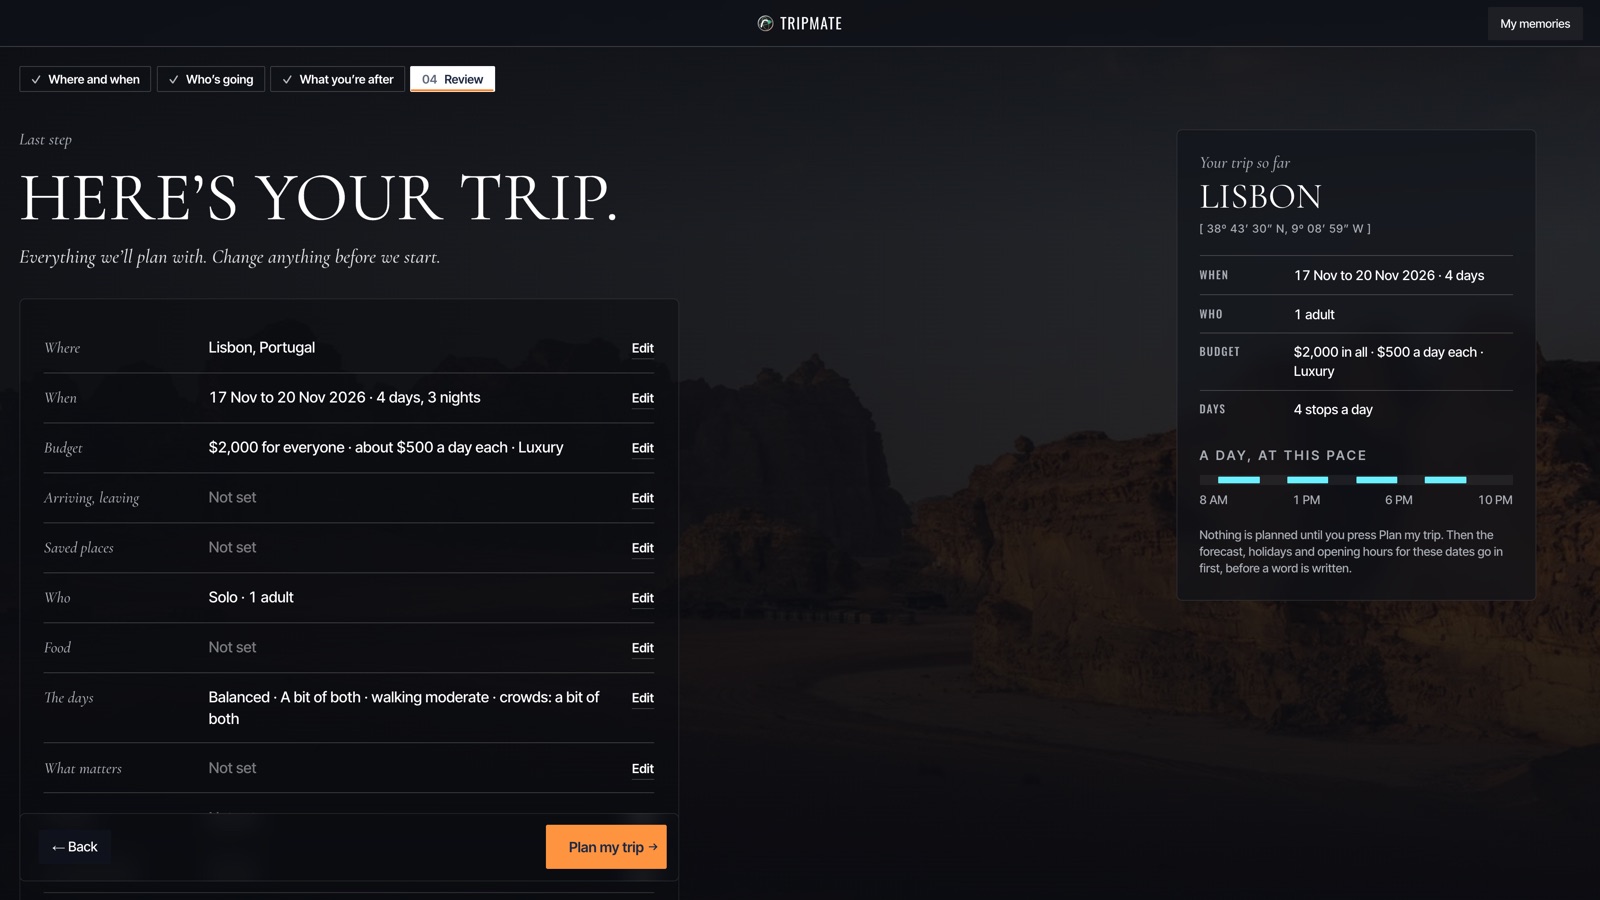 TRIPMATE
My memories
✓ Where and when
✓ Who’s going
✓ What you’re after
04 Review
Last step
HERE’S YOUR TRIP.
Everything we’ll plan with. Change anything before we start.
Where Lisbon, Portugal Edit
When 17 Nov to 20 Nov 2026 · 4 days, 3 nights Edit
Budget $2,000 for everyone · about $500 a day each · Luxury Edit
Arriving, leaving Not set Edit
Saved places Not set Edit
Who Solo · 1 adult Edit
Food Not set Edit
The days Balanced · A bit of both · walking moderate · crowds: a bit of Edit
both
What matters Not set Edit
← Back
Plan my trip →
Your trip so far
LISBON
[ 38º 43′ 30″ N, 9º 08′ 59″ W ]
WHEN 17 Nov to 20 Nov 2026 · 4 days
WHO 1 adult
BUDGET $2,000 in all · $500 a day each ·
Luxury
DAYS 4 stops a day
A DAY, AT THIS PACE
8 AM 1 PM 6 PM 10 PM
Nothing is planned until you press Plan my trip. Then the
forecast, holidays and opening hours for these dates go in
first, before a word is written.